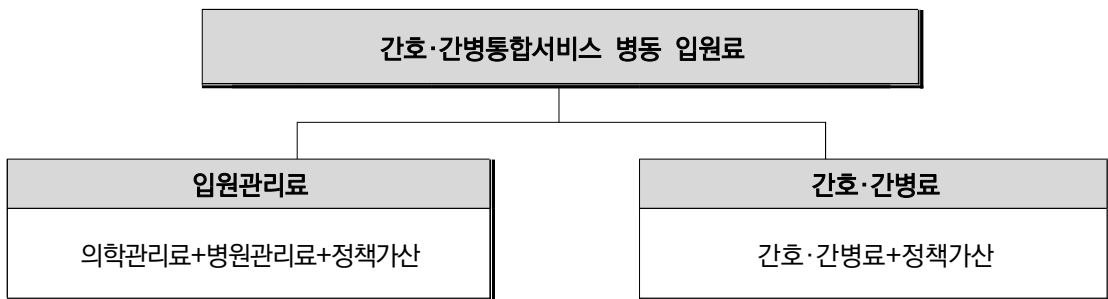 간호·간병통합서비스 병동 입원료
입원관리료
의학관리료+병원관리료+정책가산
간호·간병료
간호·간병료+정책가산